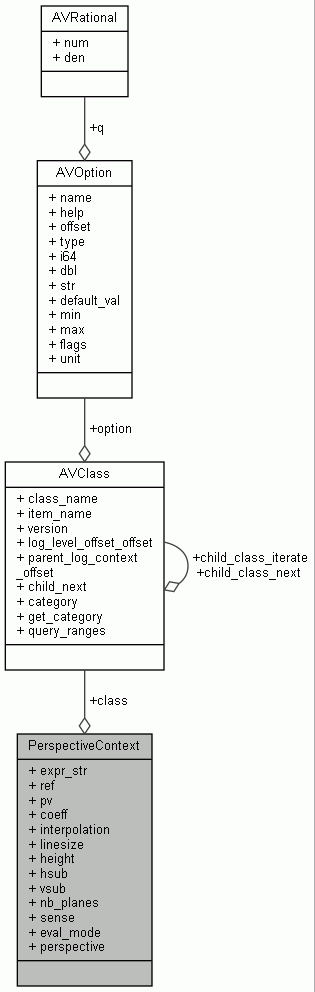 AVRational
+ num
+ den
+q
AVOption
+ name
+ help
+ offset
+ type
+ i64
+ dbl
+ str
+ default_val
+ min
+ max
+ flags
+ unit
+option
AVClass
+ class_name
+ item_name
+ version
+ log_level_offset_offset
+ parent_log_context
_offset
+ child_next
+ category
+ get_category
+ query_ranges
+child_class_iterate
+child_class_next
+class
PerspectiveContext
+ expr_str
+ ref
+ pv
+ coeff
+ interpolation
+ linesize
+ height
+ hsub
+ vsub
+ nb_planes
+ sense
+ eval_mode
+ perspective